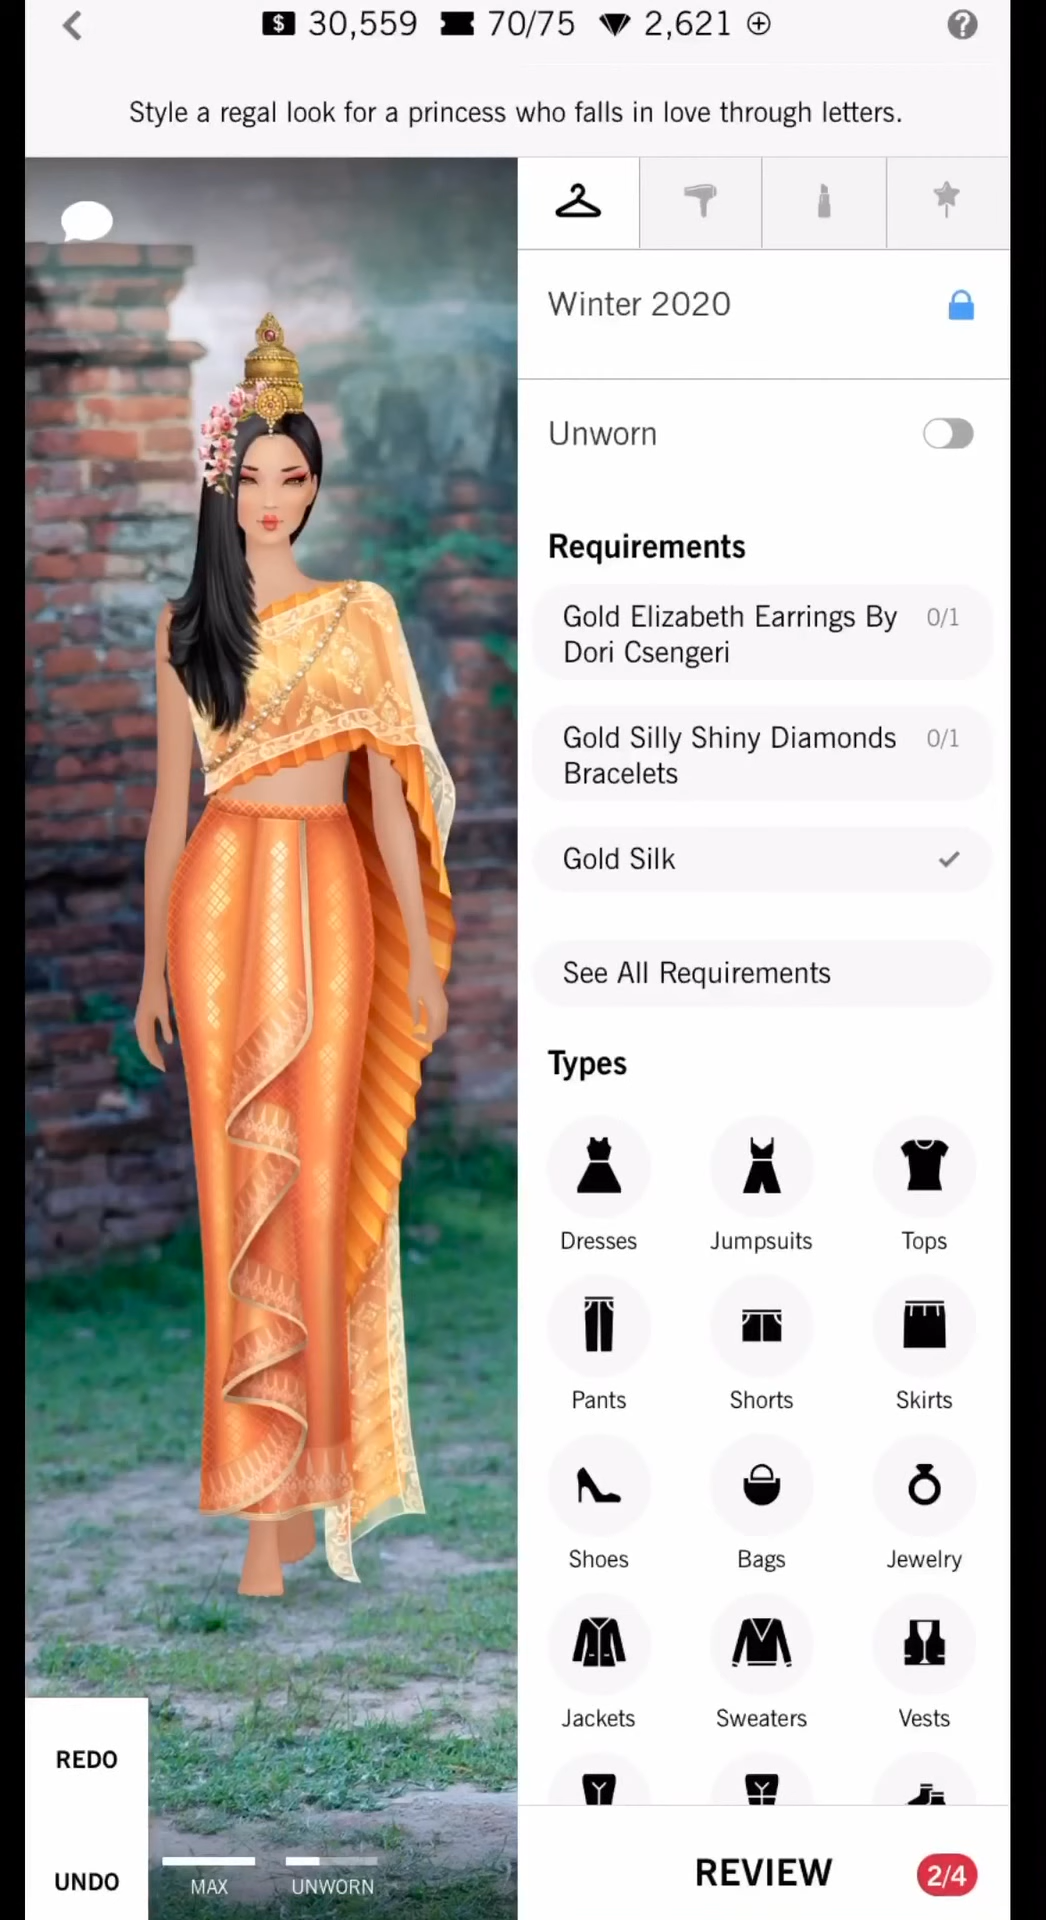 $ 30,559 70/75 2,621
?
Style a regal look for a princess who falls in love through letters.
Winter 2020
Unworn
Requirements
Gold Elizabeth Earrings By 0/1
Dori Csengeri
Gold Silly Shiny Diamonds 0/1
Bracelets
Gold Silk
See All Requirements
Types
Dresses Jumpsuits Tops
Pants Shorts Skirts
Shoes Bags Jewelry
Jackets Sweaters Vests
REDO
UNDO
MAX UNWORN
REVIEW 2/4